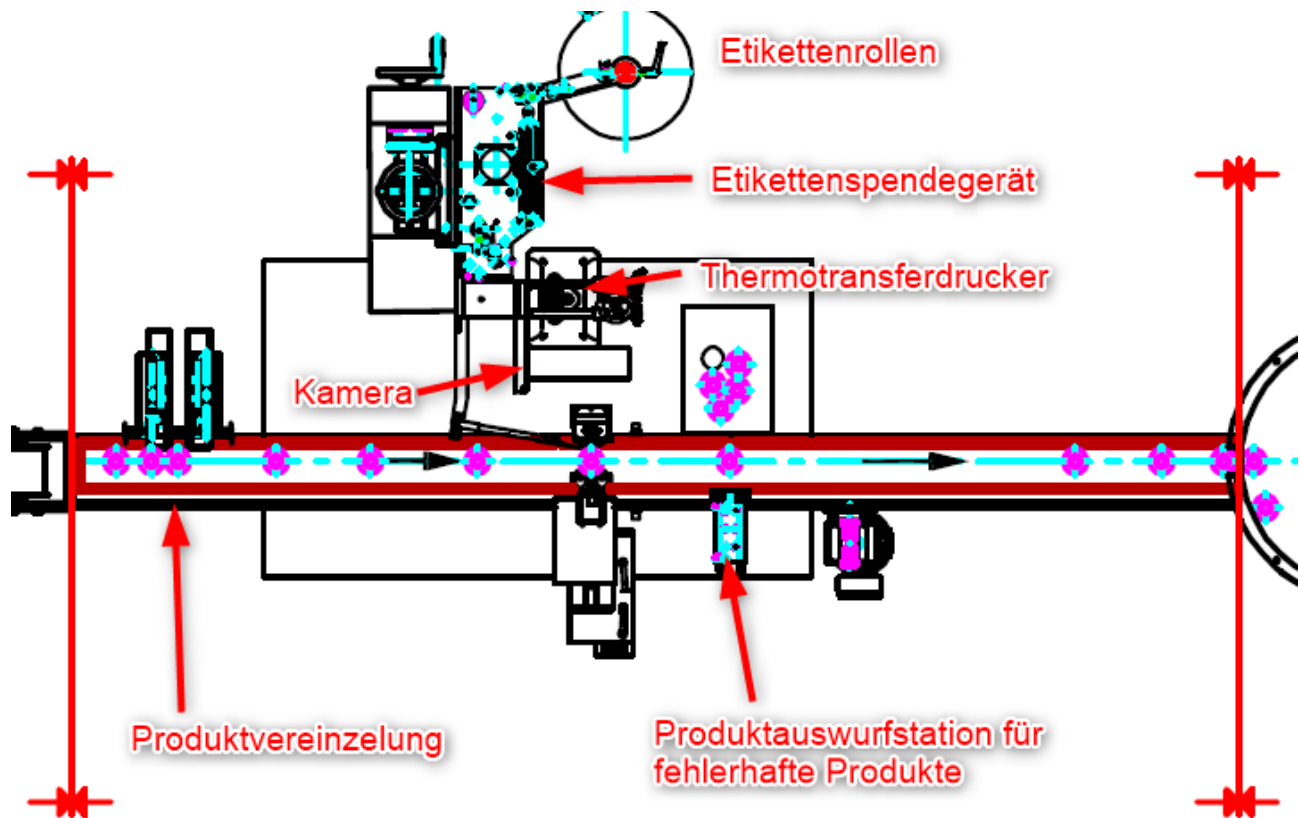 Etikettenrollen
Etikettenspendegerät
Thermotransferdrucker
Kamera
Produktvereinzelung
Produktauswurfstation für
fehlerhafte Produkte